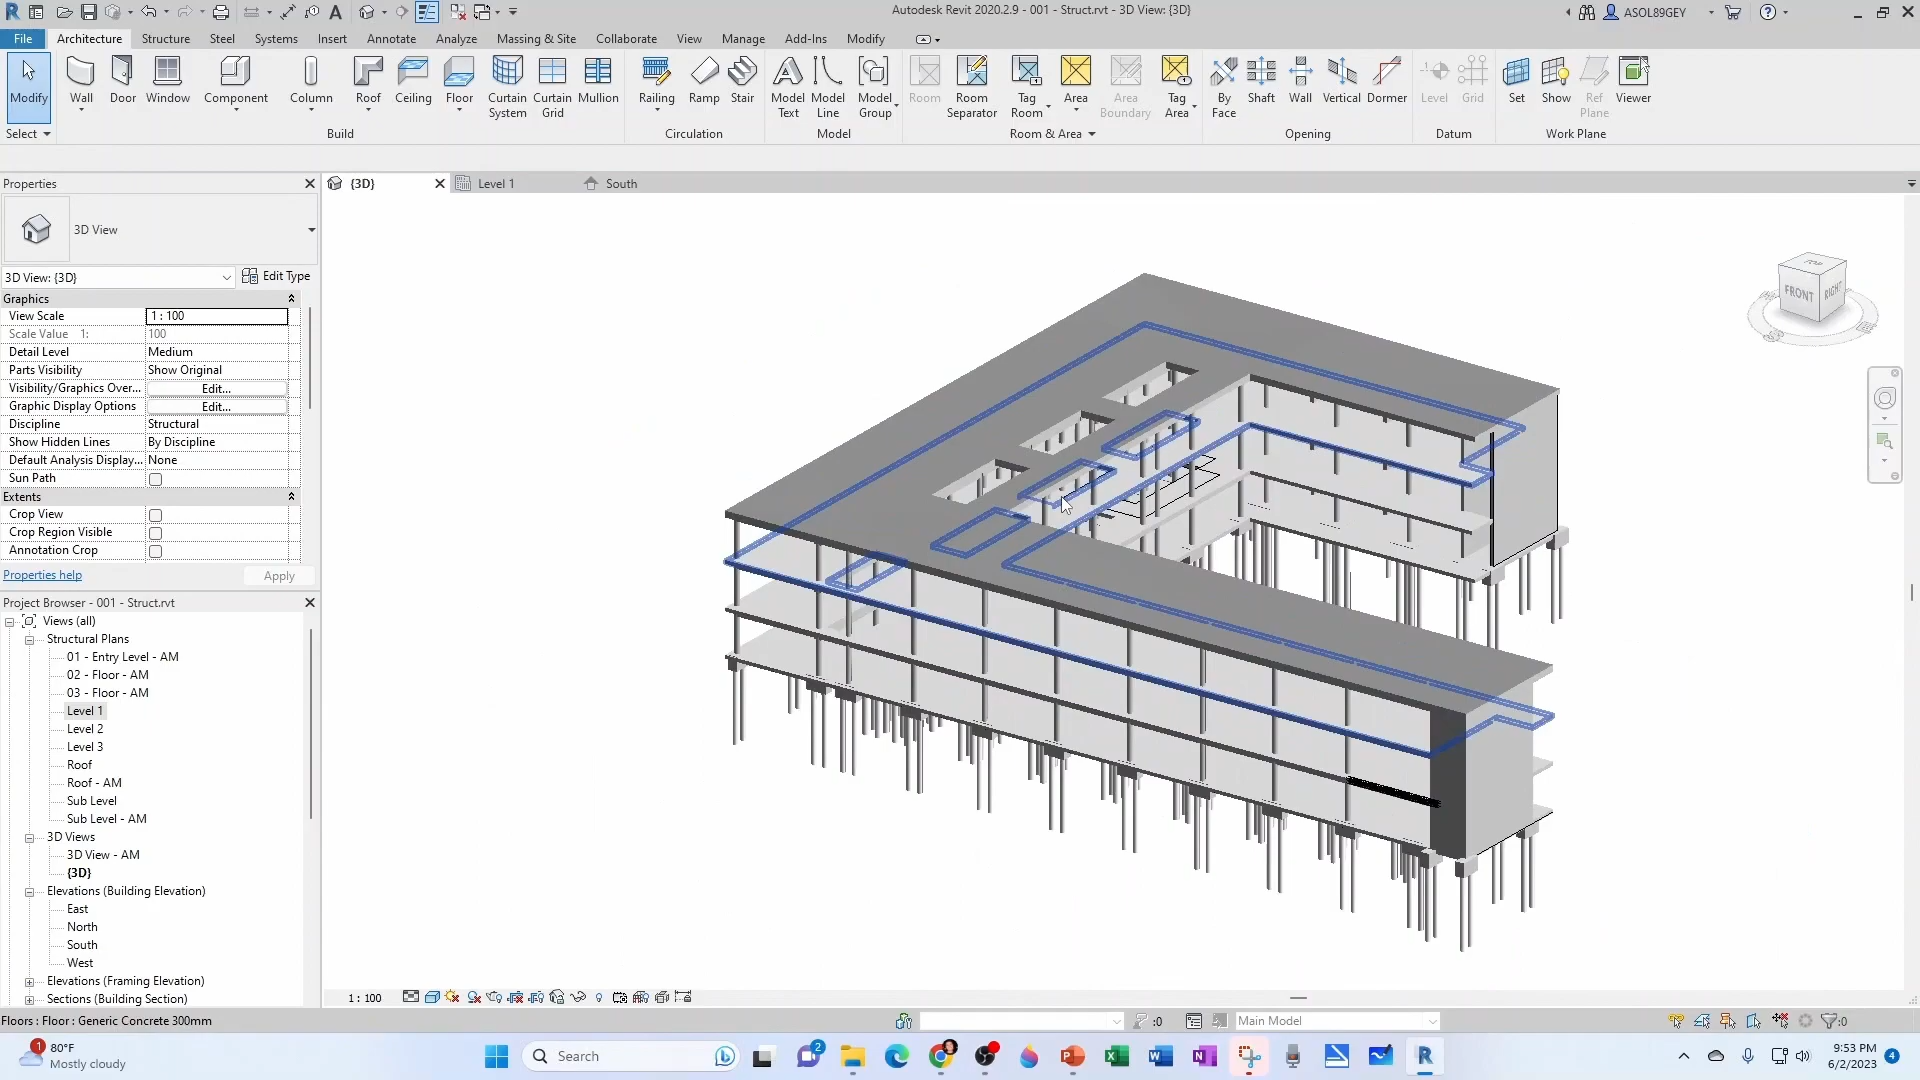 Autodesk Revit 2020.2.9 - 001 - Struct.rvt - 3D View: {3D}
ASOL89GEY
File Architecture Structure Steel Systems Insert Annotate Analyze Massing & Site Collaborate View Manage Add-Ins Modify
Modify Wall Door Window Component Column Roof Ceiling Floor Curtain System Curtain Grid Mullion Railing Ramp Stair Model Text Model Line Model Group Room Room Separator Tag Room Area Area Boundary Tag Area By Face Shaft Wall Vertical Dormer Level Grid Set Show Ref Plane Viewer
Select Build Circulation Model Room & Area Opening Datum Work Plane
Properties
{3D} Level 1 South
3D View
3D View: {3D} Edit Type
Graphics
View Scale 1 : 100
Scale Value 1: 100
Detail Level Medium
Parts Visibility Show Original
Visibility/Graphics Over... Edit...
Graphic Display Options Edit...
Discipline Structural
Show Hidden Lines By Discipline
Default Analysis Display... None
Sun Path
Extents
Crop View
Crop Region Visible
Annotation Crop
Properties help Apply
TOP
FRONT RIGHT
Project Browser - 001 - Struct.rvt
Views (all)
Structural Plans
01 - Entry Level - AM
02 - Floor - AM
03 - Floor - AM
Level 1
Level 2
Level 3
Roof
Roof - AM
Sub Level
Sub Level - AM
3D Views
3D View - AM
{3D}
Elevations (Building Elevation)
East
North
South
West
Elevations (Framing Elevation)
Sections (Building Section)
1 : 100
Floors : Floor : Generic Concrete 300mm
:0
Main Model
:0
1
80°F
Mostly cloudy
Search
2
9:53 PM
6/2/2023
4